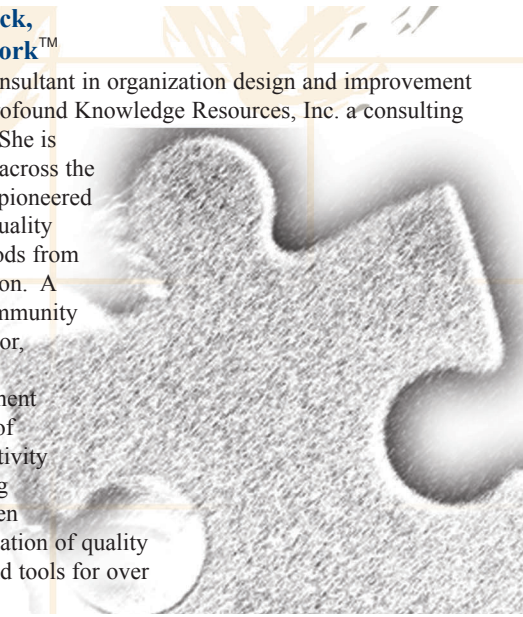 ck,
ork™
nsultant in organization design and improvement
ofound Knowledge Resources, Inc. a consulting
She is
across the
pioneered
uality
ods from
on. A
mmunity
or,
ment
of
tivity
g
en
ation of quality
d tools for over